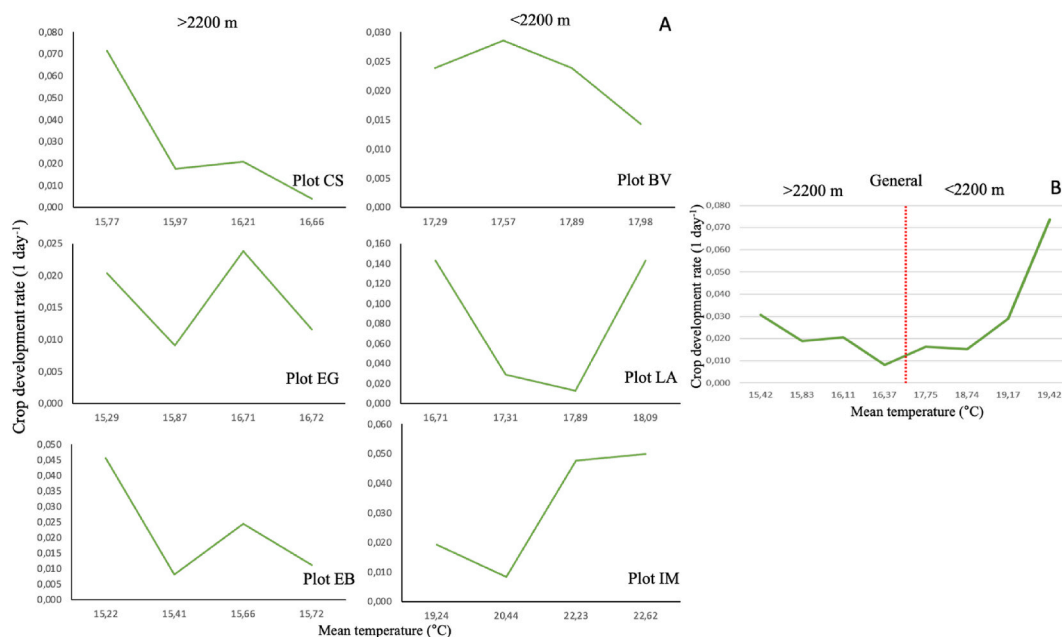 >2200 m
<2200 m
A
Crop development rate (1 day-1)
0,080
0,070
0,060
0,050
0,040
0,030
0,020
0,010
0,000
Plot CS
15,77 15,97 16,21 16,66
0,030
0,025
0,020
0,015
0,010
0,005
0,000
Plot BV
17,29 17,57 17,89 17,98
0,025
0,020
0,015
0,010
0,005
0,000
Plot EG
15,29 15,87 16,71 16,72
0,160
0,140
0,120
0,100
0,080
0,060
0,040
0,020
0,000
Plot LA
16,71 17,31 17,89 18,09
0,050
0,045
0,040
0,035
0,030
0,025
0,020
0,015
0,010
0,005
0,000
Plot EB
15,22 15,41 15,66 15,72
0,060
0,050
0,040
0,030
0,020
0,010
0,000
Plot IM
19,24 20,44 22,23 22,62
Mean temperature (°C)
General
>2200 m
<2200 m
B
Crop development rate (1 day-1)
0,080
0,070
0,060
0,050
0,040
0,030
0,020
0,010
0,000
15,42 15,83 16,11 16,37 17,75 18,74 19,17 19,42
Mean temperature (°C)